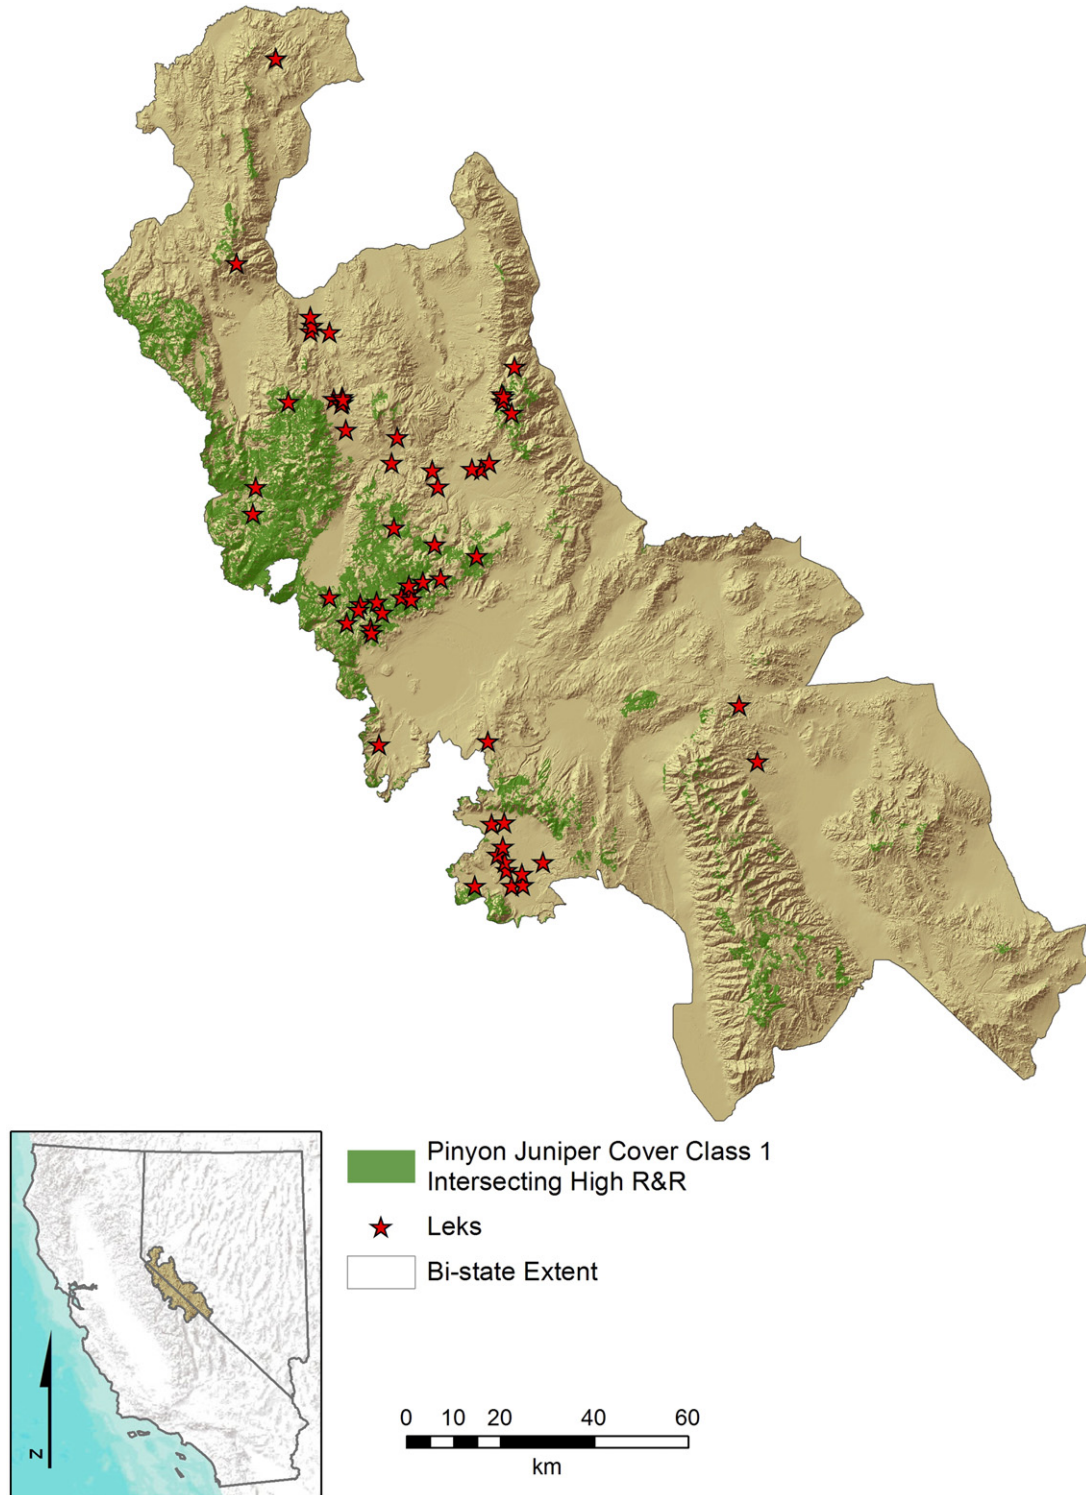 Pinyon Juniper Cover Class 1
Intersecting High R&R
Leks
Bi-state Extent
N
0 10 20 40 60
km